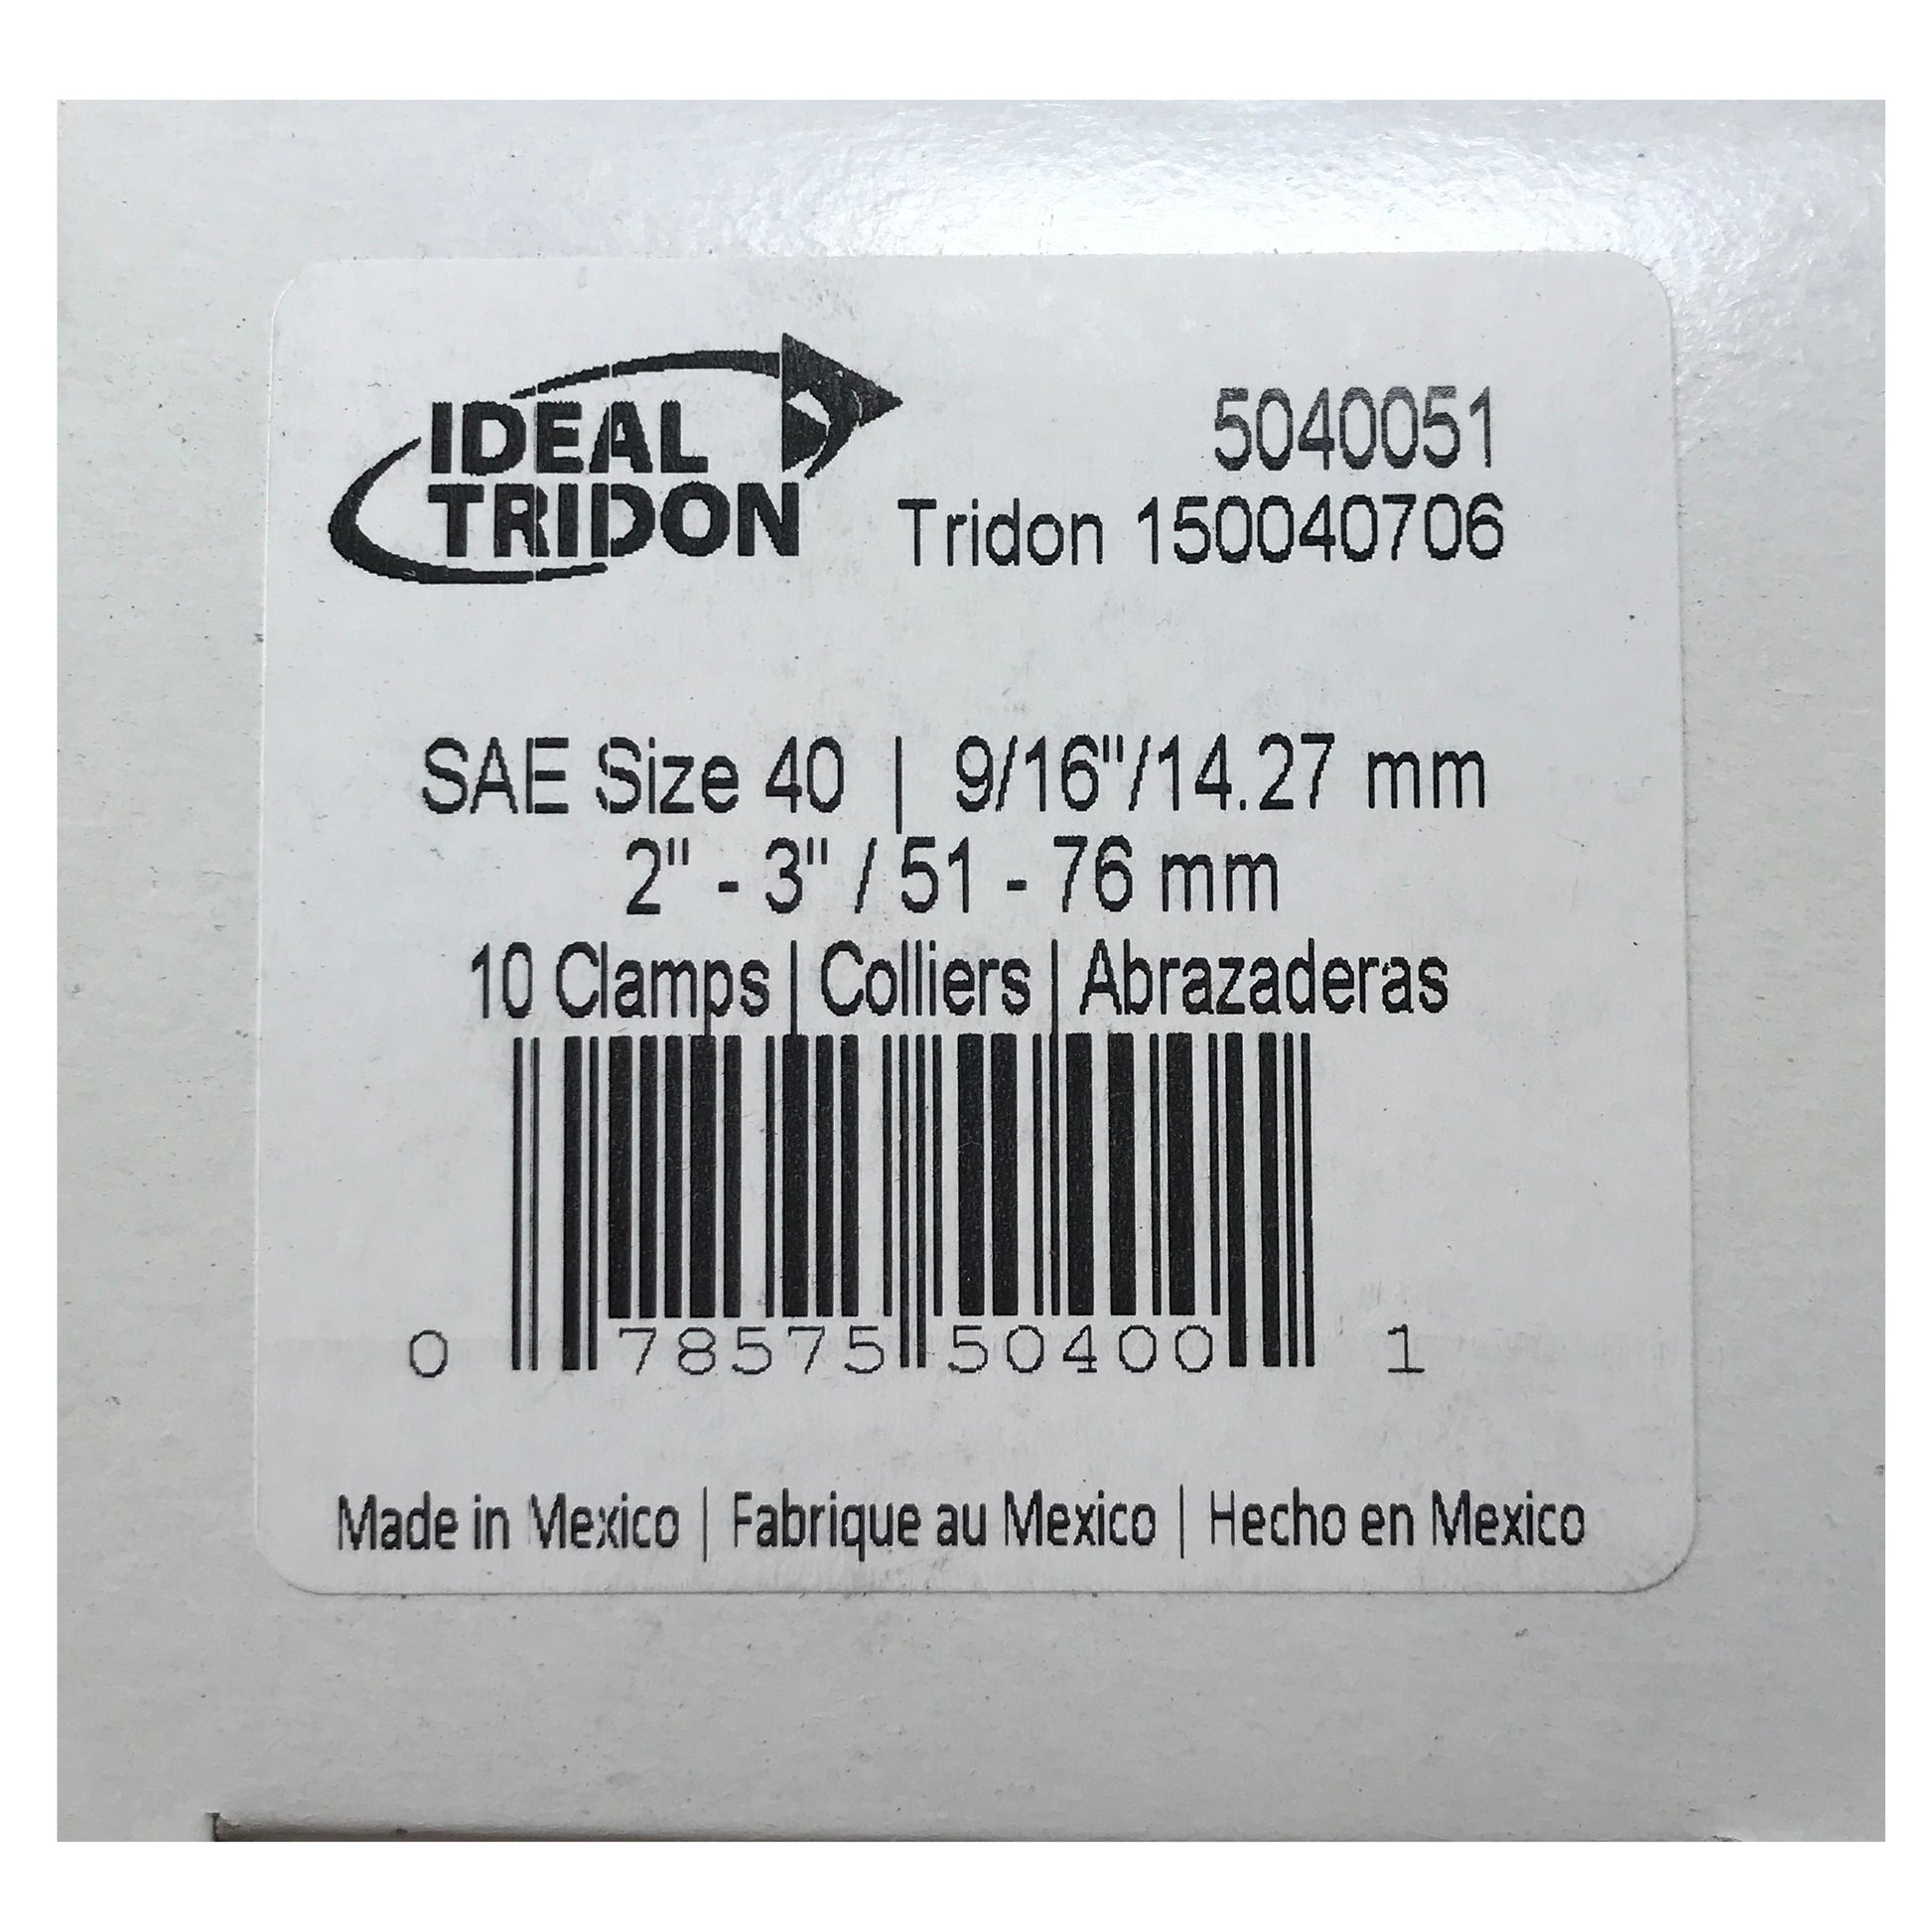 IDEAL
TRIDON
5040051
Tridon 150040706
SAE Size 40 | 9/16"/14.27 mm
2" - 3" / 51 - 76 mm
10 Clamps | Colliers | Abrazaderas
0 78575 50400 1
Made in Mexico | Fabrique au Mexico | Hecho en Mexico